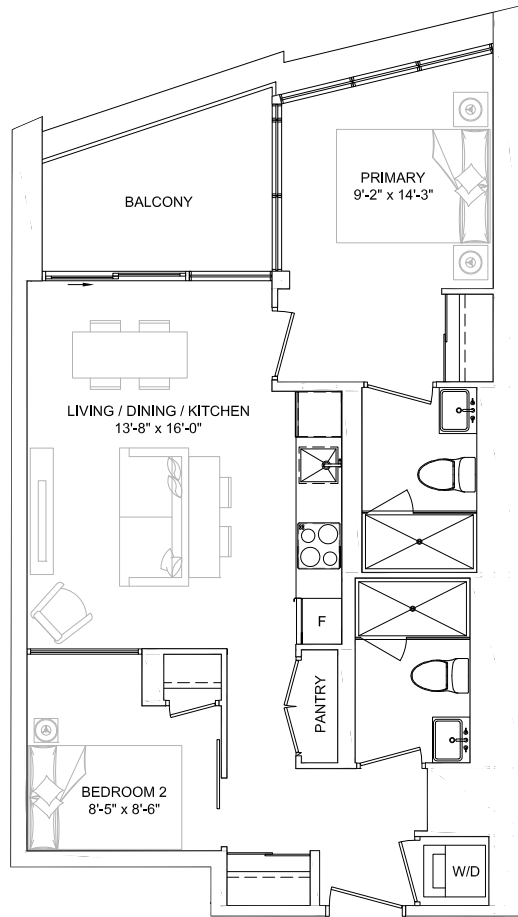 BALCONY
PRIMARY
9'-2" x 14'-3"
LIVING / DINING / KITCHEN
13'-8" x 16'-0"
F
PANTRY
BEDROOM 2
8'-5" x 8'-6"
W/D